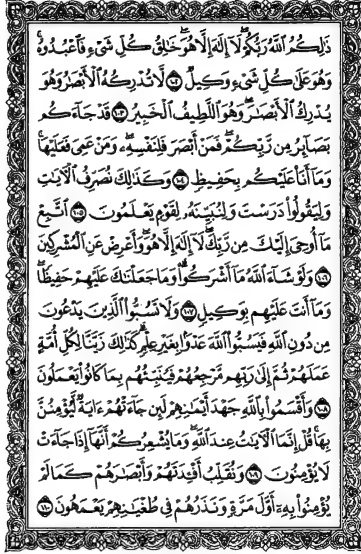 ذَٰلِكُمُ ٱللَّهُ رَبُّكُمْ ۖ لَآ إِلَٰهَ إِلَّا هُوَ ۖ خَٰلِقُ كُلِّ شَىْءٍ فَٱعْبُدُوهُ ۚ
وَهُوَ عَلَىٰ كُلِّ شَىْءٍ وَكِيلٌ ١٠٢ لَّا تُدْرِكُهُ ٱلْأَبْصَٰرُ وَهُوَ
يُدْرِكُ ٱلْأَبْصَٰرَ ۖ وَهُوَ ٱللَّطِيفُ ٱلْخَبِيرُ ١٠٣ قَدْ جَآءَكُم
بَصَآئِرُ مِن رَّبِّكُمْ ۖ فَمَنْ أَبْصَرَ فَلِنَفْسِهِۦ ۖ وَمَنْ عَمِىَ فَعَلَيْهَا ۚ
وَمَآ أَنَا۠ عَلَيْكُم بِحَفِيظٍ ١٠٤ وَكَذَٰلِكَ نُصَرِّفُ ٱلْءَايَٰتِ
وَلِيَقُولُوا۟ دَرَسْتَ وَلِنُبَيِّنَهُۥ لِقَوْمٍ يَعْلَمُونَ ١٠٥ ٱتَّبِعْ
مَآ أُوحِىَ إِلَيْكَ مِن رَّبِّكَ ۖ لَآ إِلَٰهَ إِلَّا هُوَ ۖ وَأَعْرِضْ عَنِ ٱلْمُشْرِكِينَ
١٠٦ وَلَوْ شَآءَ ٱللَّهُ مَآ أَشْرَكُوا۟ ۗ وَمَا جَعَلْنَٰكَ عَلَيْهِمْ حَفِيظًا ۖ
وَمَآ أَنتَ عَلَيْهِم بِوَكِيلٍ ١٠٧ وَلَا تَسُبُّوا۟ ٱلَّذِينَ يَدْعُونَ
مِن دُونِ ٱللَّهِ فَيَسُبُّوا۟ ٱللَّهَ عَدْوًۢا بِغَيْرِ عِلْمٍ ۗ كَذَٰلِكَ زَيَّنَّا لِكُلِّ أُمَّةٍ
عَمَلَهُمْ ثُمَّ إِلَىٰ رَبِّهِم مَّرْجِعُهُمْ فَيُنَبِّئُهُم بِمَا كَانُوا۟ يَعْمَلُونَ
١٠٨ وَأَقْسَمُوا۟ بِٱللَّهِ جَهْدَ أَيْمَٰنِهِمْ لَئِن جَآءَتْهُمْ ءَايَةٌ لَّيُؤْمِنُنَّ
بِهَا ۚ قُلْ إِنَّمَا ٱلْءَايَٰتُ عِندَ ٱللَّهِ ۖ وَمَا يُشْعِرُكُمْ أَنَّهَآ إِذَا جَآءَتْ
لَا يُؤْمِنُونَ ١٠٩ وَنُقَلِّبُ أَفْـِٔدَتَهُمْ وَأَبْصَٰرَهُمْ كَمَا لَمْ
يُؤْمِنُوا۟ بِهِۦٓ أَوَّلَ مَرَّةٍ وَنَذَرُهُمْ فِى طُغْيَٰنِهِمْ يَعْمَهُونَ ١١٠